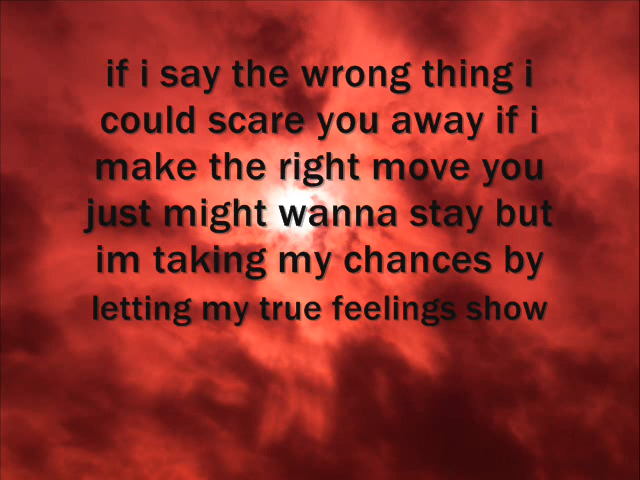 if i say the wrong thing i
could scare you away if i
make the right move you
just might wanna stay but
im taking my chances by
letting my true feelings show